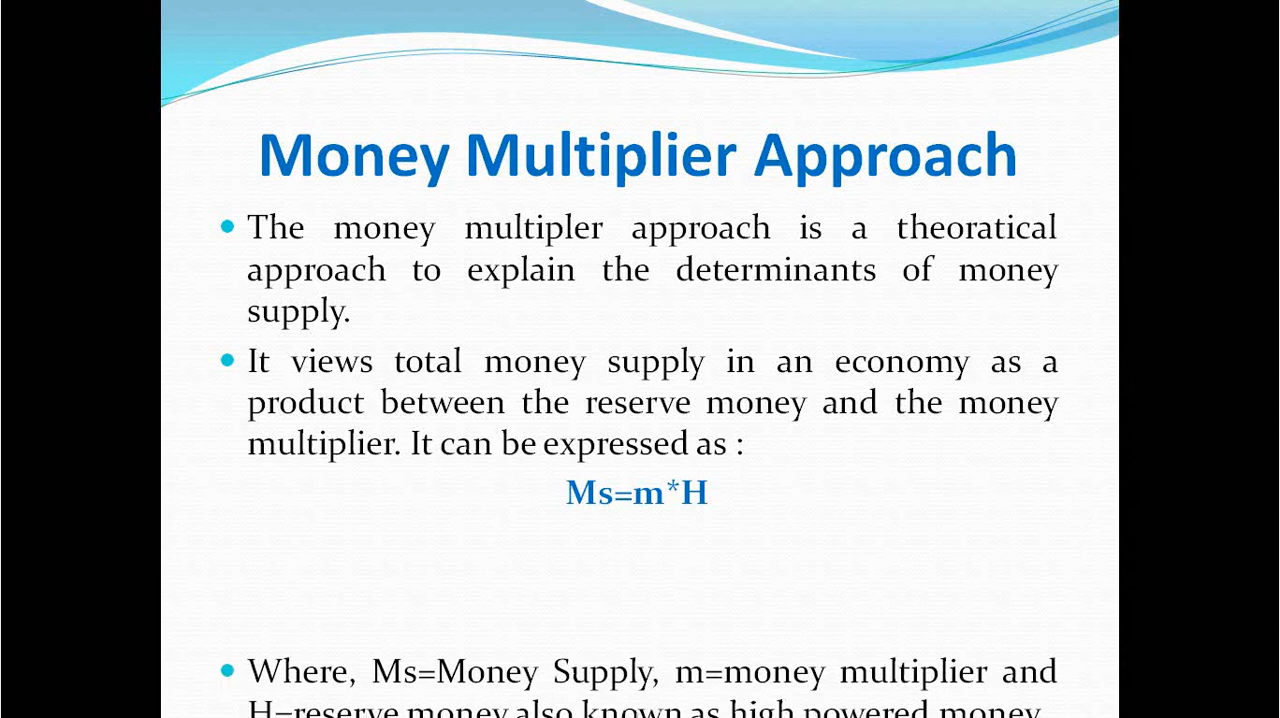 Money Multiplier Approach
The money multipler approach is a theoratical
approach to explain the determinants of money
supply.
It views total money supply in an economy as a
product between the reserve money and the money
multiplier. It can be expressed as :
Ms=m*H
Where, Ms=Money Supply, m=money multiplier and
H=reserve money also known as high powered money